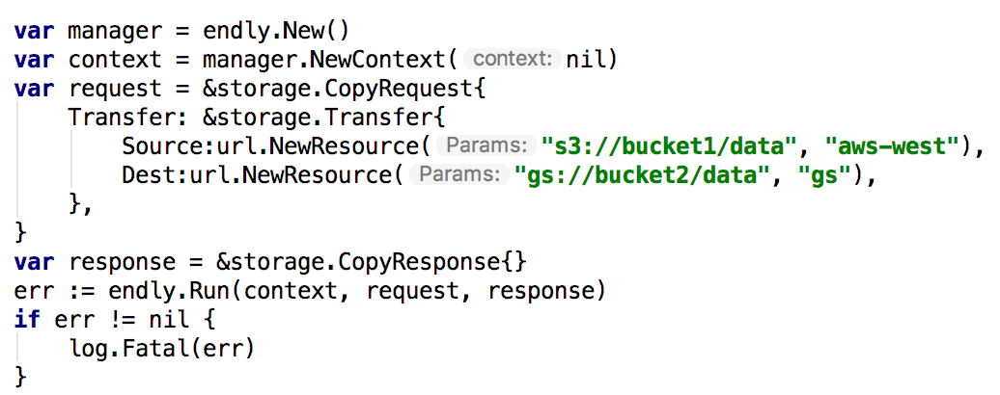 var manager = endly.New()
var context = manager.NewContext( context: nil)
var request = &storage.CopyRequest{
    Transfer: &storage.Transfer{
        Source:url.NewResource( Params: "s3://bucket1/data", "aws-west"),
        Dest:url.NewResource( Params: "gs://bucket2/data", "gs"),
    },
}
var response = &storage.CopyResponse{}
err := endly.Run(context, request, response)
if err != nil {
    log.Fatal(err)
}